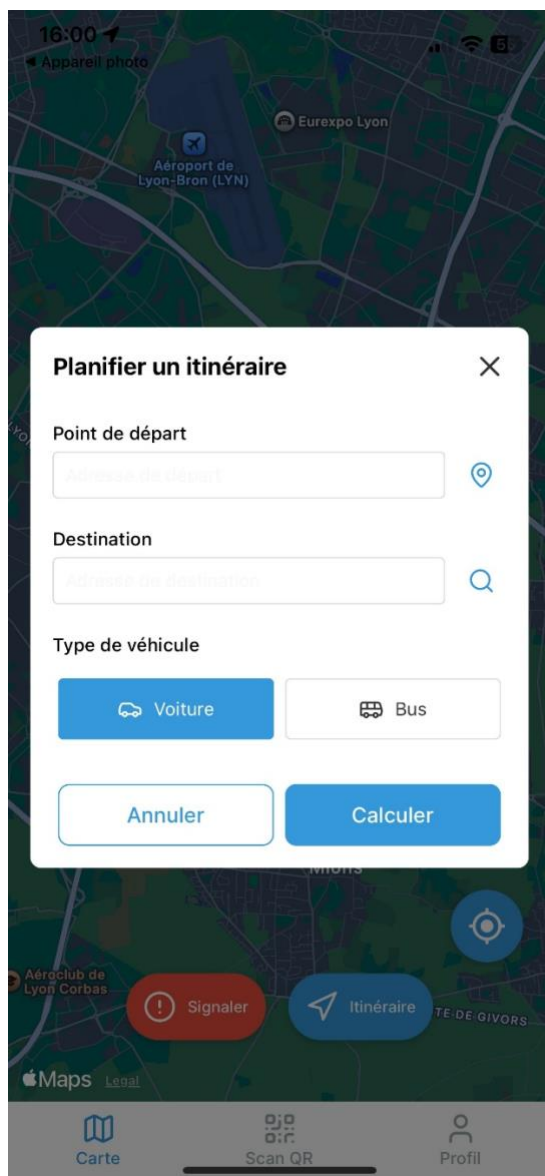 16:00
◀ Appareil photo
Eurexpo Lyon
Aéroport de
Lyon-Bron (LYN)
Planifier un itinéraire
Point de départ
Adresse de départ
Destination
Adresse de destination
Type de véhicule
Voiture
Bus
Annuler
Calculer
Mions
Aéroclub de
Lyon Corbas
Signaler
Itinéraire
TE DE GIVORS
Maps Legal
Carte
Scan QR
Profil